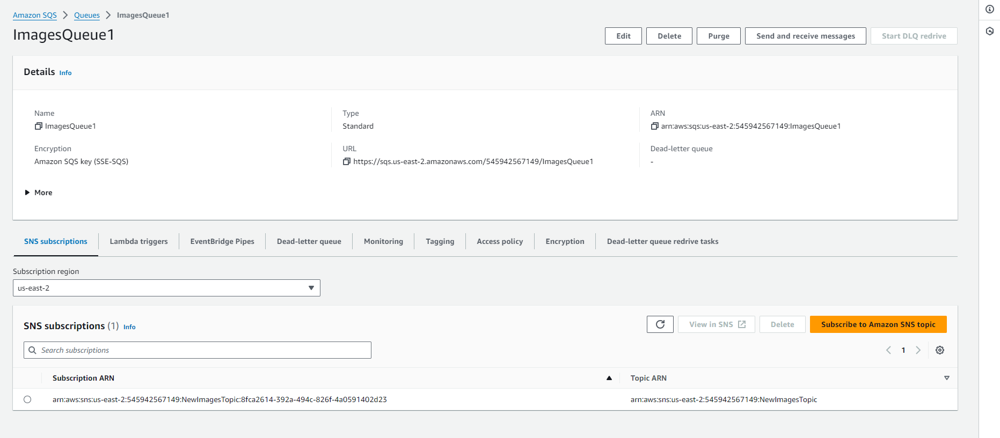 Amazon SQS > Queues > ImagesQueue1
ImagesQueue1
Edit Delete Purge Send and receive messages Start DLQ redrive
Details Info
Name Type ARN
ImagesQueue1 Standard arn:aws:sqs:us-east-2:545942567149:ImagesQueue1
Encryption URL Dead-letter queue
Amazon SQS key (SSE-SQS) https://sqs.us-east-2.amazonaws.com/545942567149/ImagesQueue1 -
More
SNS subscriptions Lambda triggers EventBridge Pipes Dead-letter queue Monitoring Tagging Access policy Encryption Dead-letter queue redrive tasks
Subscription region
us-east-2
SNS subscriptions (1) Info View in SNS Delete Subscribe to Amazon SNS topic
Search subscriptions 1
Subscription ARN Topic ARN
arn:aws:sns:us-east-2:545942567149:NewImagesTopic:8fca2614-392a-494c-826f-4a0591402d23 arn:aws:sns:us-east-2:545942567149:NewImagesTopic